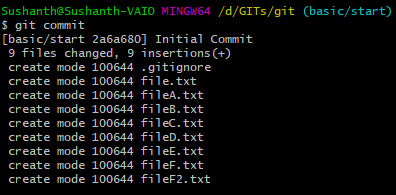 Sushanth@Sushanth-VAIO MINGW64 /d/GITs/git (basic/start)
$ git commit
[basic/start 2a6a680] Initial Commit
9 files changed, 9 insertions(+)
create mode 100644 .gitignore
create mode 100644 file.txt
create mode 100644 fileA.txt
create mode 100644 fileB.txt
create mode 100644 fileC.txt
create mode 100644 fileD.txt
create mode 100644 fileE.txt
create mode 100644 fileF.txt
create mode 100644 fileF2.txt